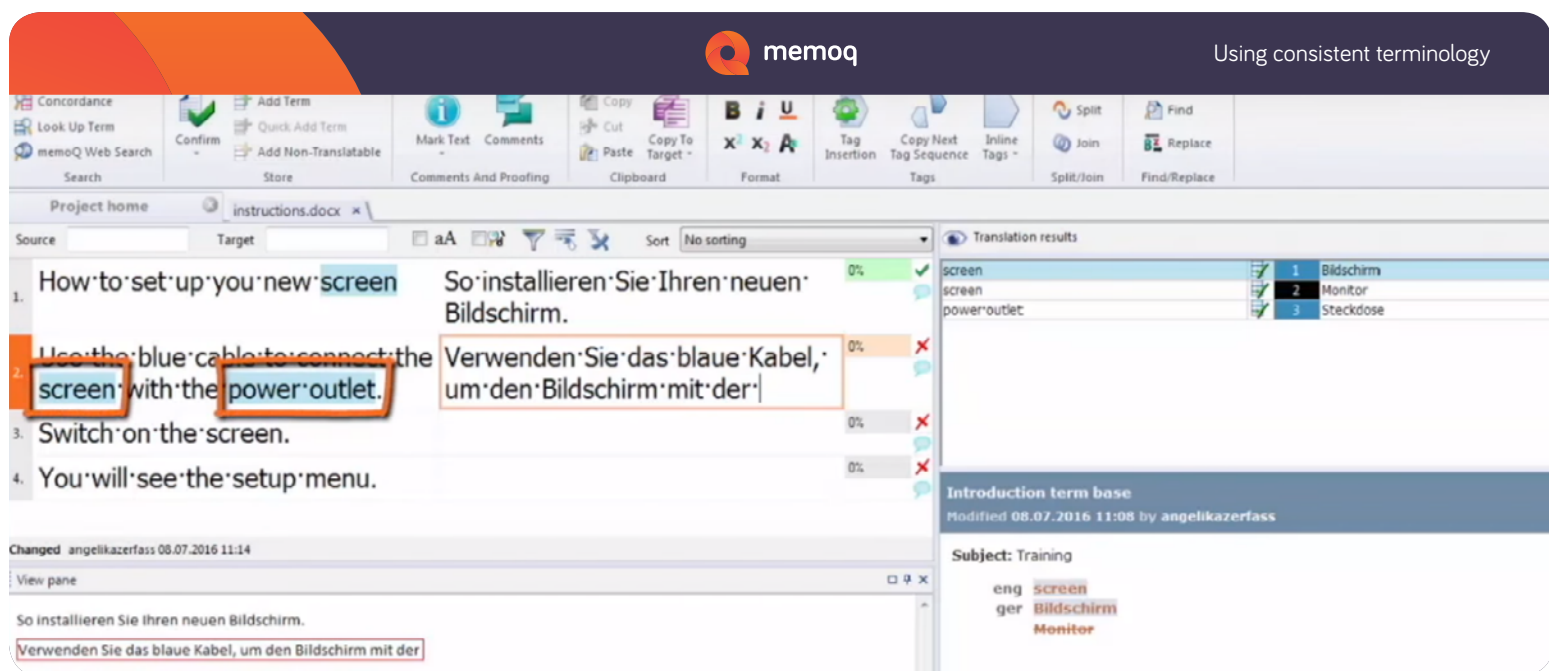 memoq
Using consistent terminology
Concordance
Add Term
Copy
Split
Find
Look Up Term
Confirm
Quick Add Term
Mark Text
Comments
Cut
Copy To Target
B i U
Tag Insertion
Copy Next Tag Sequence
Inline Tags
Join
Replace
memoQ Web Search
Add Non-Translatable
Paste
X² X₂ A
Search
Store
Comments And Proofing
Clipboard
Format
Tags
Split/Join
Find/Replace
Project home
instructions.docx
Source
Target
aA
Sort
No sorting
Translation results
1.
How·to·set·up·you·new·screen
So·installieren·Sie·Ihren·neuen·
Bildschirm.
0%
2.
Use·the·blue·cable·to·connect·the
screen·with·the·power·outlet.
Verwenden·Sie·das·blaue·Kabel,·
um·den·Bildschirm·mit·der·
0%
3.
Switch·on·the·screen.
0%
4.
You·will·see·the·setup·menu.
0%
screen 1 Bildschirm
screen 2 Monitor
power·outlet 3 Steckdose
Changed angelikazerfass 08.07.2016 11:14
View pane
So installieren Sie Ihren neuen Bildschirm.
Verwenden Sie das blaue Kabel, um den Bildschirm mit der
Introduction term base
Modified 08.07.2016 11:08 by angelikazerfass
Subject: Training
eng screen
ger Bildschirm
Monitor